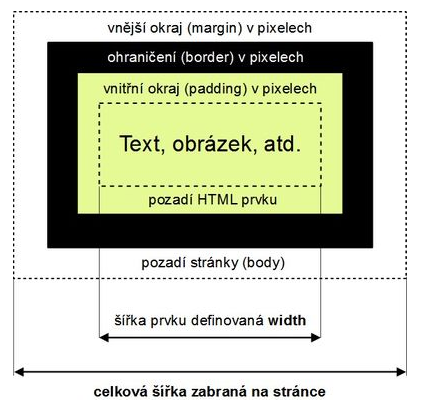 vnější okraj (margin) v pixelech
ohraničení (border) v pixelech
vnitřní okraj (padding) v pixelech
Text, obrázek, atd.
pozadí HTML prvku
pozadí stránky (body)
šířka prvku definovaná width
celková šířka zabraná na stránce